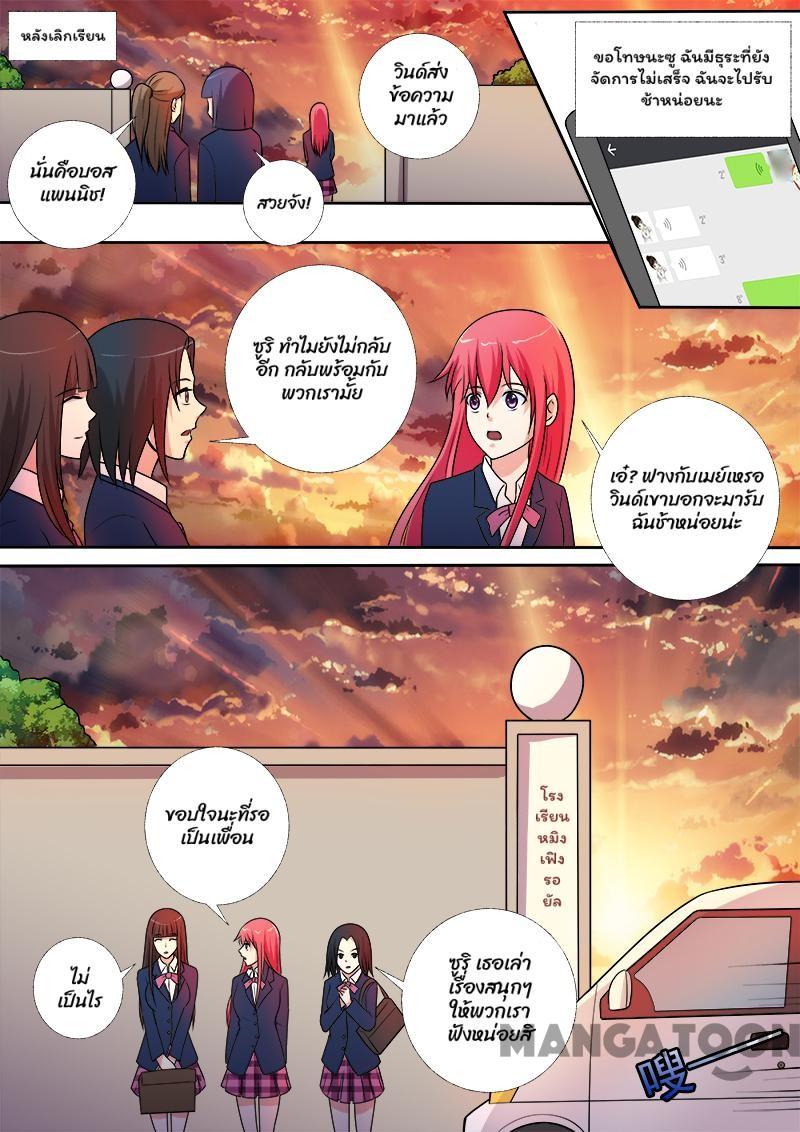 หลังเลิกเรียน
นั่นคือบอส
แพนนิช!
สวยจัง!
วินด์ส่ง
ข้อความ
มาแล้ว
ขอโทษนะซู ฉันมีธุระที่ยัง
จัดการไม่เสร็จ ฉันจะไปรับ
ช้าหน่อยนะ
2"
2"
3"
ซูริ ทำไมยังไม่กลับ
อีก กลับพร้อมกับ
พวกเรามั้ย
เอ๋? ฟางกับเมย์เหรอ
วินด์เขาบอกจะมารับ
ฉันช้าหน่อยน่ะ
โรง
เรียน
หมิง
เฟิง
รอ
ยัล
ขอบใจนะที่รอ
เป็นเพื่อน
ไม่
เป็นไร
ซูริ เธอเล่า
เรื่องสนุกๆ
ให้พวกเรา
ฟังหน่อยสิ
MANGATOON
嗖